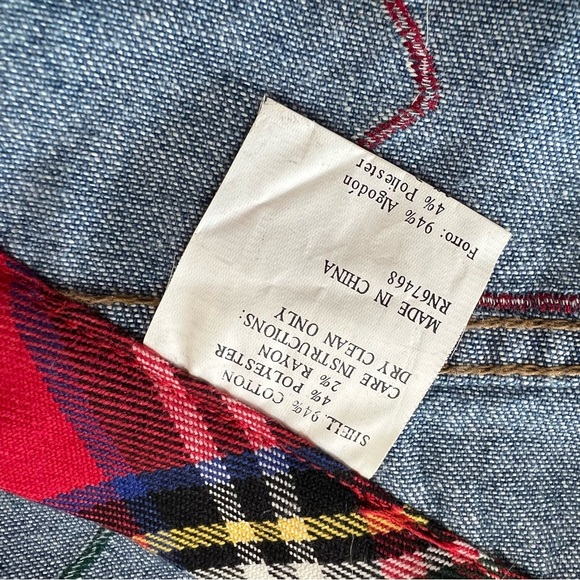 SHELL: 94% COTTON
4% POLYESTER
2% RAYON
CARE INSTRUCTIONS:
DRY CLEAN ONLY
MADE IN CHINA
RN67468
Forro: 94% Algodón
4% Poliester